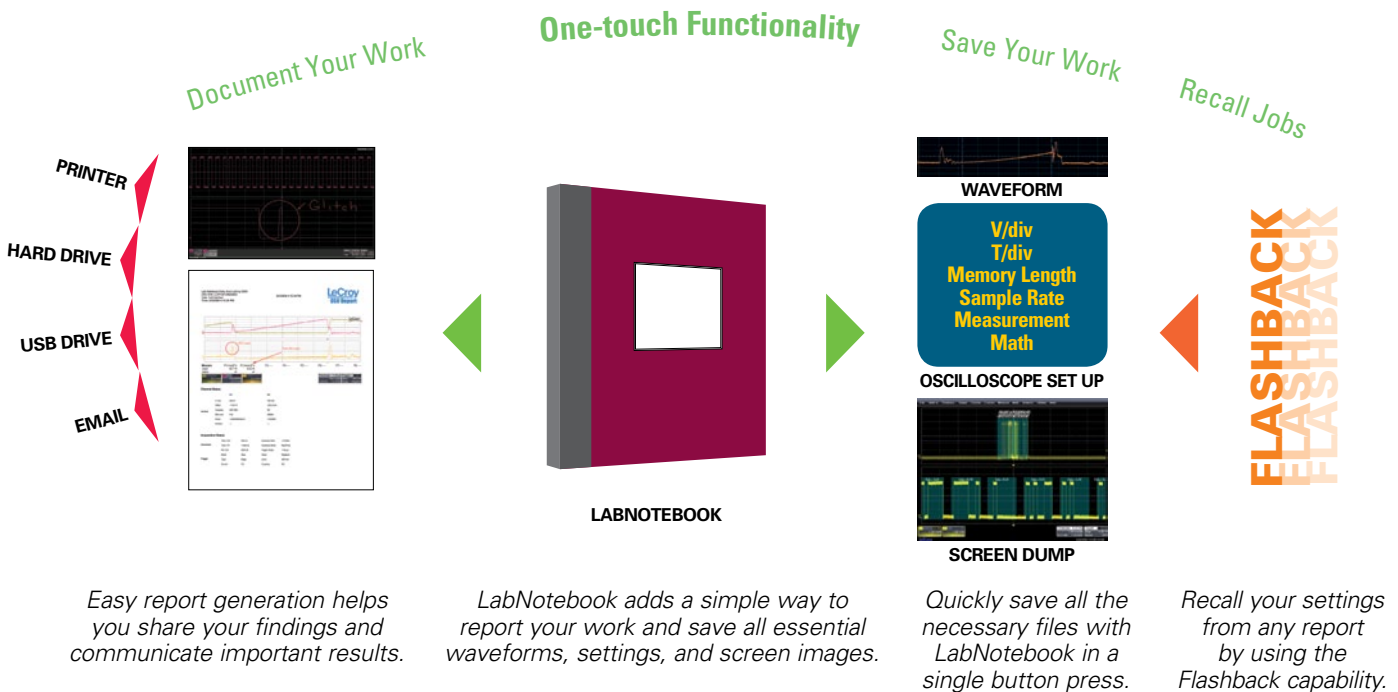 Document Your Work
One-touch Functionality
Save Your Work
Recall Jobs
PRINTER
HARD DRIVE
USB DRIVE
EMAIL
Glitch
LeCroy
LABNOTEBOOK
WAVEFORM
V/div
T/div
Memory Length
Sample Rate
Measurement
Math
OSCILLOSCOPE SET UP
SCREEN DUMP
FLASHBACK
FLASHBACK
FLASHBACK
Easy report generation helps
you share your findings and
communicate important results.
LabNotebook adds a simple way to
report your work and save all essential
waveforms, settings, and screen images.
Quickly save all the
necessary files with
LabNotebook in a
single button press.
Recall your settings
from any report
by using the
Flashback capability.